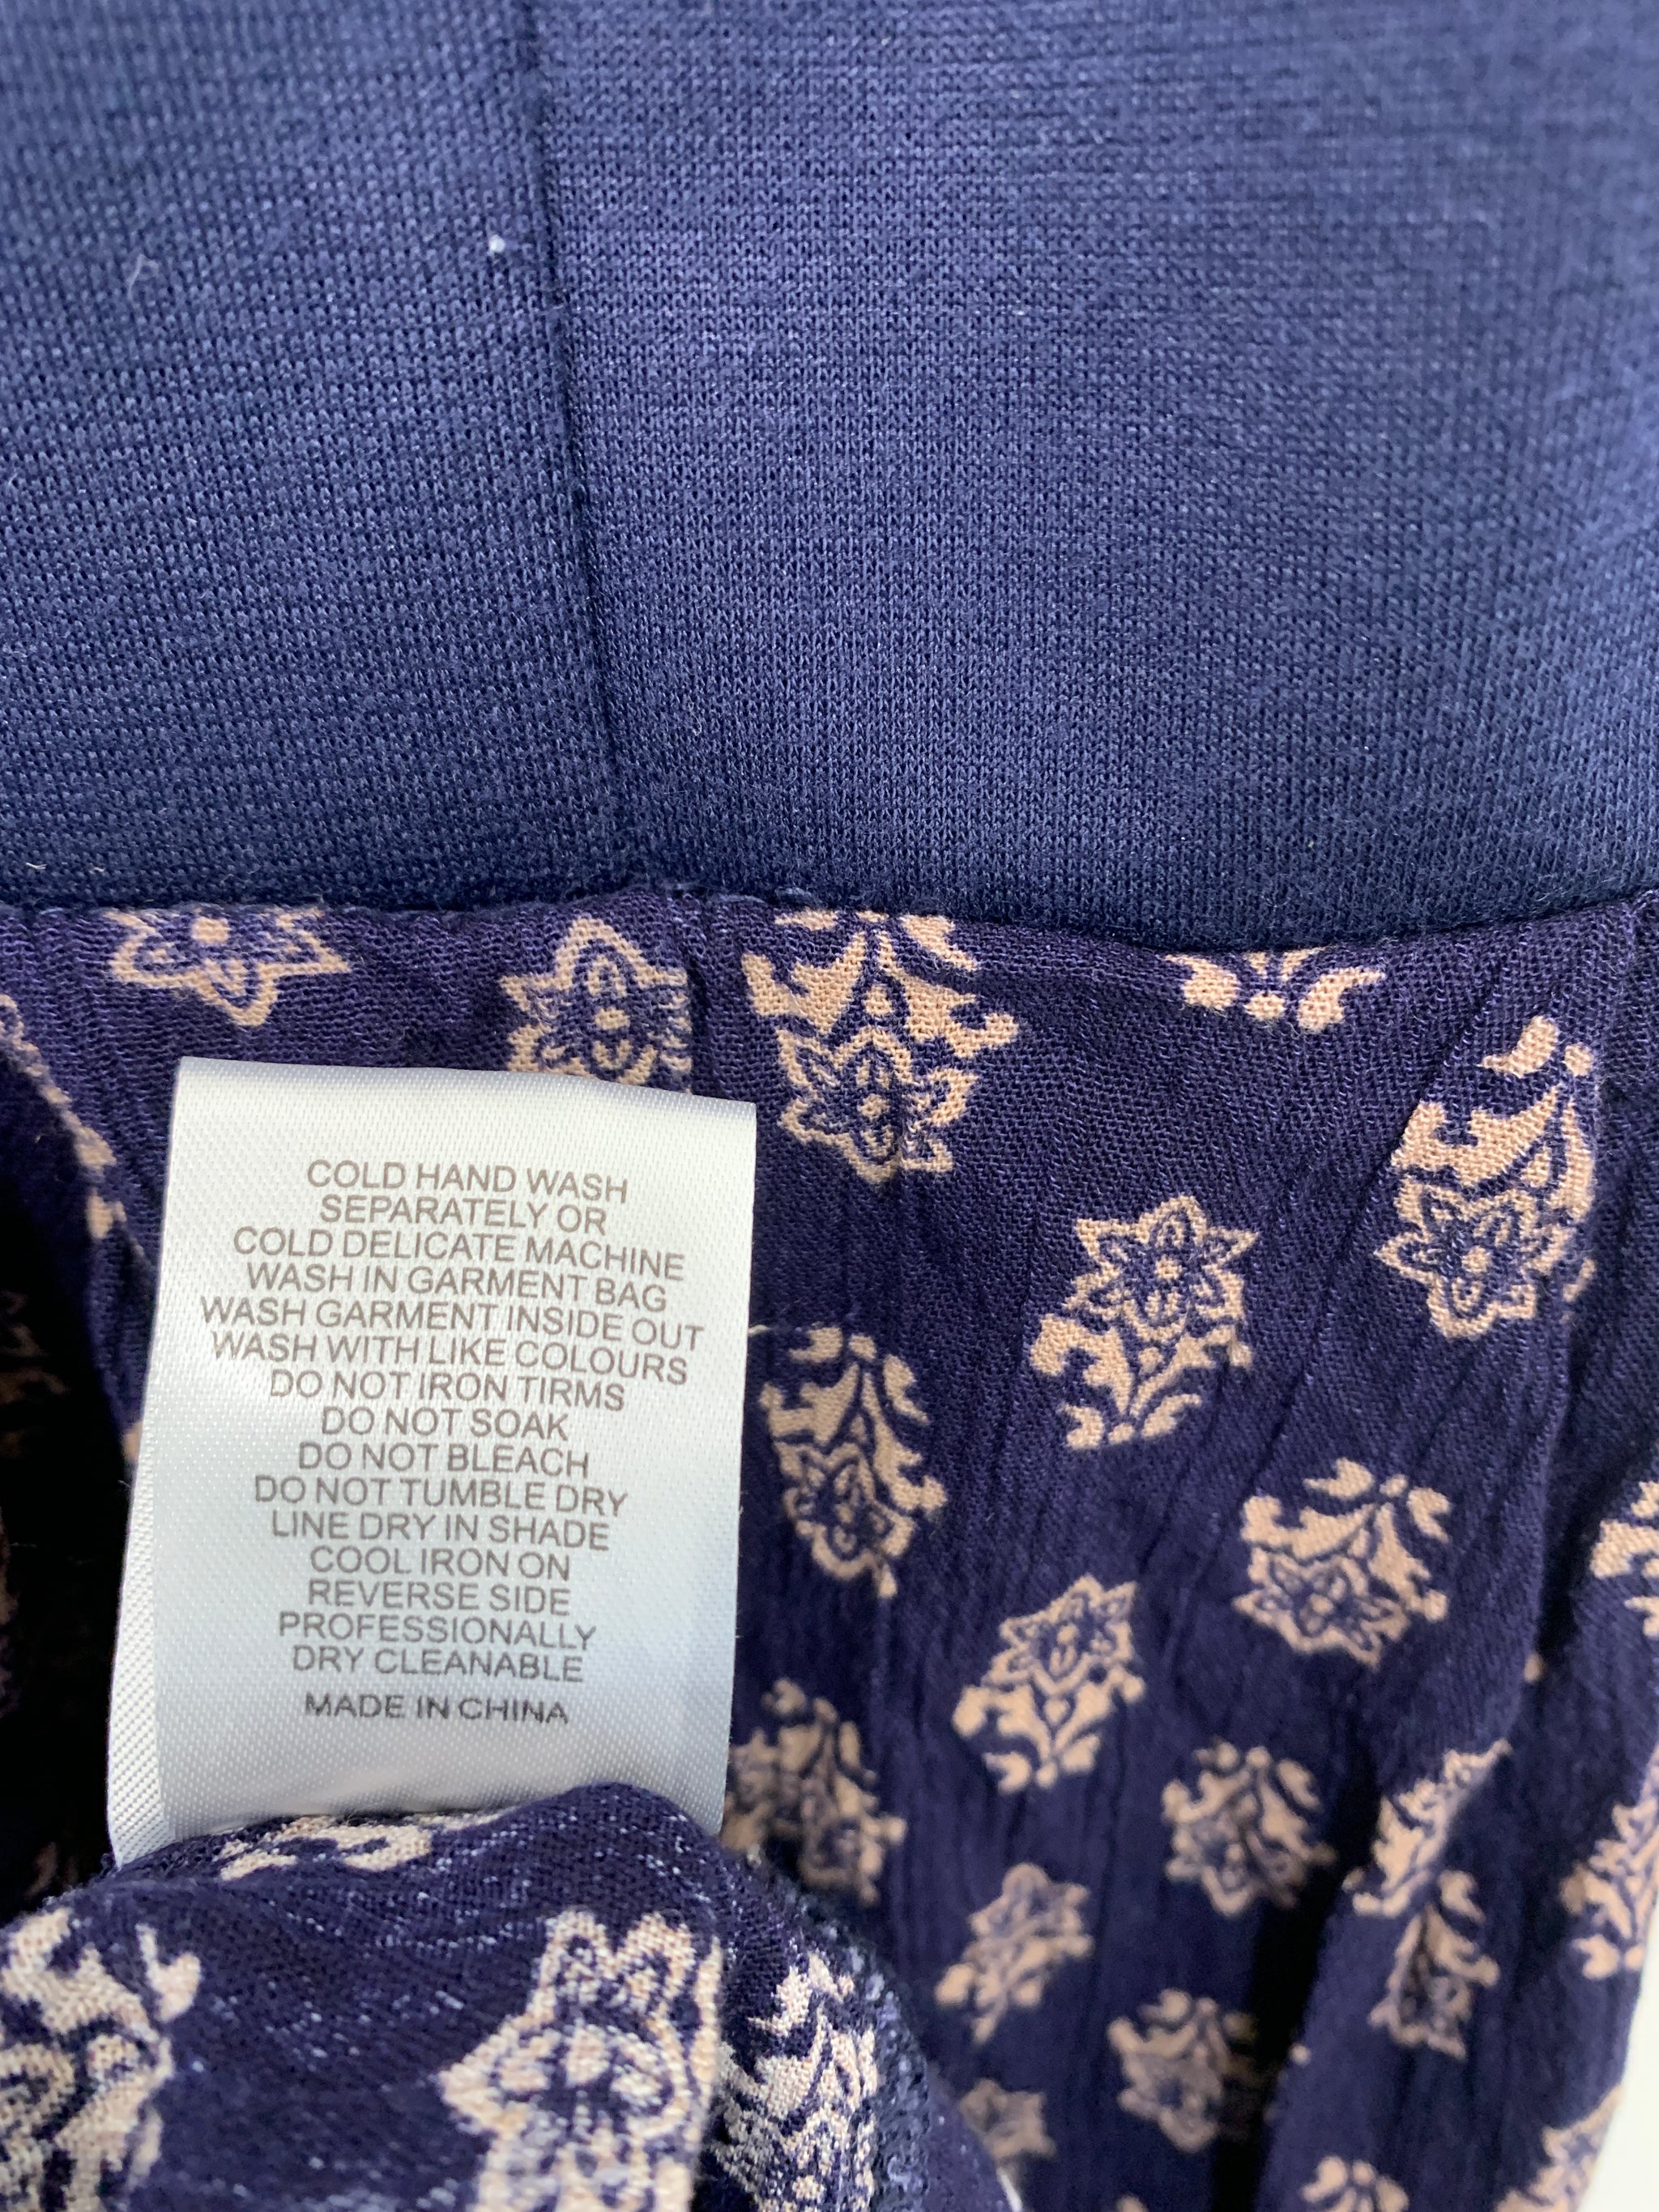 COLD HAND WASH
SEPARATELY OR
COLD DELICATE MACHINE
WASH IN GARMENT BAG
WASH GARMENT INSIDE OUT
WASH WITH LIKE COLOURS
DO NOT IRON TIRMS
DO NOT SOAK
DO NOT BLEACH
DO NOT TUMBLE DRY
LINE DRY IN SHADE
COOL IRON ON
REVERSE SIDE
PROFESSIONALLY
DRY CLEANABLE
MADE IN CHINA